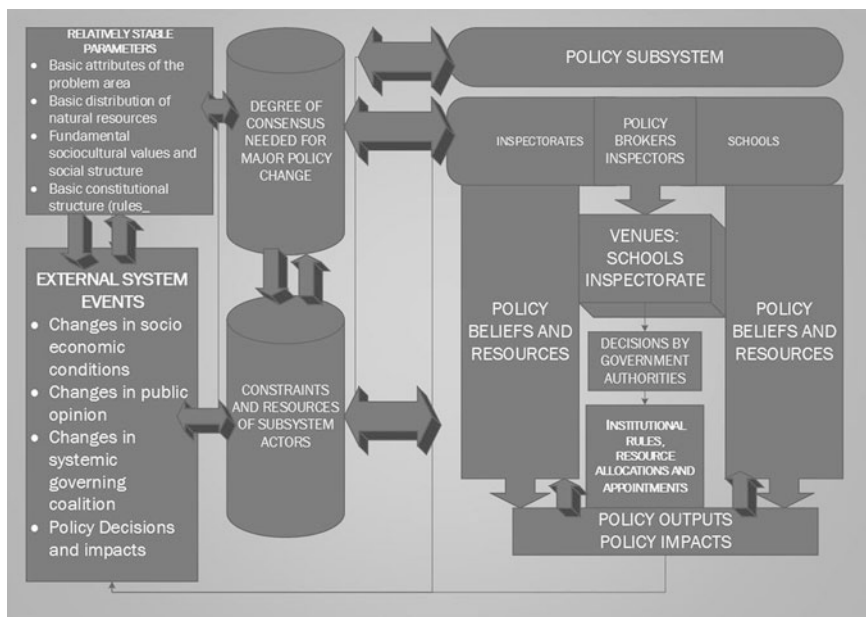 RELATIVELY STABLE
PARAMETERS
• Basic attributes of the
problem area
• Basic distribution of
natural resources
• Fundamental
sociocultural values and
social structure
• Basic constitutional
structure (rules_
EXTERNAL SYSTEM
EVENTS
• Changes in socio
economic
conditions
• Changes in public
opinion
• Changes in
systemic
governing
coalition
• Policy Decisions
and impacts
DEGREE OF
CONSENSUS
NEEDED FOR
MAJOR POLICY
CHANGE
CONSTRAINTS
AND RESOURCES
OF SUBSYSTEM
ACTORS
POLICY SUBSYSTEM
INSPECTORATES
POLICY
BROKERS
INSPECTORS
SCHOOLS
POLICY
BELIEFS AND
RESOURCES
VENUES:
SCHOOLS
INSPECTORATE
DECISIONS BY
GOVERNMENT
AUTHORITIES
INSTITUTIONAL
RULES,
RESOURCE
ALLOCATIONS AND
APPOINTMENTS
POLICY
BELIEFS AND
RESOURCES
POLICY OUTPUTS
POLICY IMPACTS